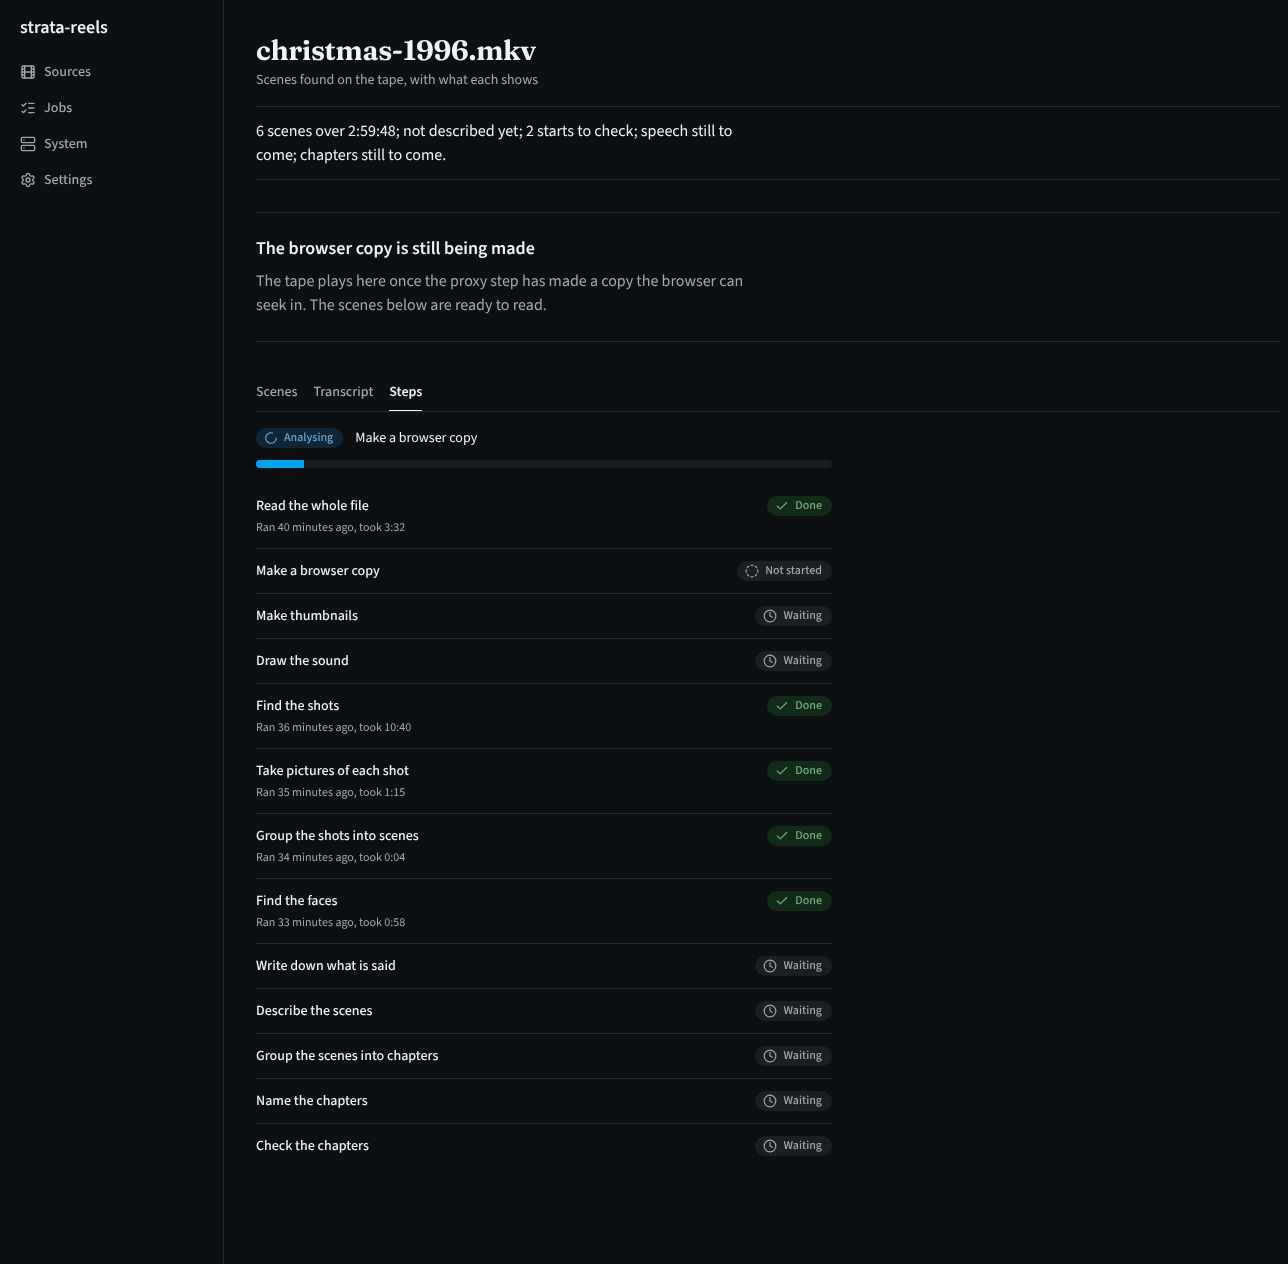 strata-reels
Sources
Jobs
System
Settings
christmas-1996.mkv
Scenes found on the tape, with what each shows
6 scenes over 2:59:48; not described yet; 2 starts to check; speech still to
come; chapters still to come.
The browser copy is still being made
The tape plays here once the proxy step has made a copy the browser can
seek in. The scenes below are ready to read.
Scenes Transcript Steps
Analysing Make a browser copy
Read the whole file Done
Ran 40 minutes ago, took 3:32
Make a browser copy Not started
Make thumbnails Waiting
Draw the sound Waiting
Find the shots Done
Ran 36 minutes ago, took 10:40
Take pictures of each shot Done
Ran 35 minutes ago, took 1:15
Group the shots into scenes Done
Ran 34 minutes ago, took 0:04
Find the faces Done
Ran 33 minutes ago, took 0:58
Write down what is said Waiting
Describe the scenes Waiting
Group the scenes into chapters Waiting
Name the chapters Waiting
Check the chapters Waiting